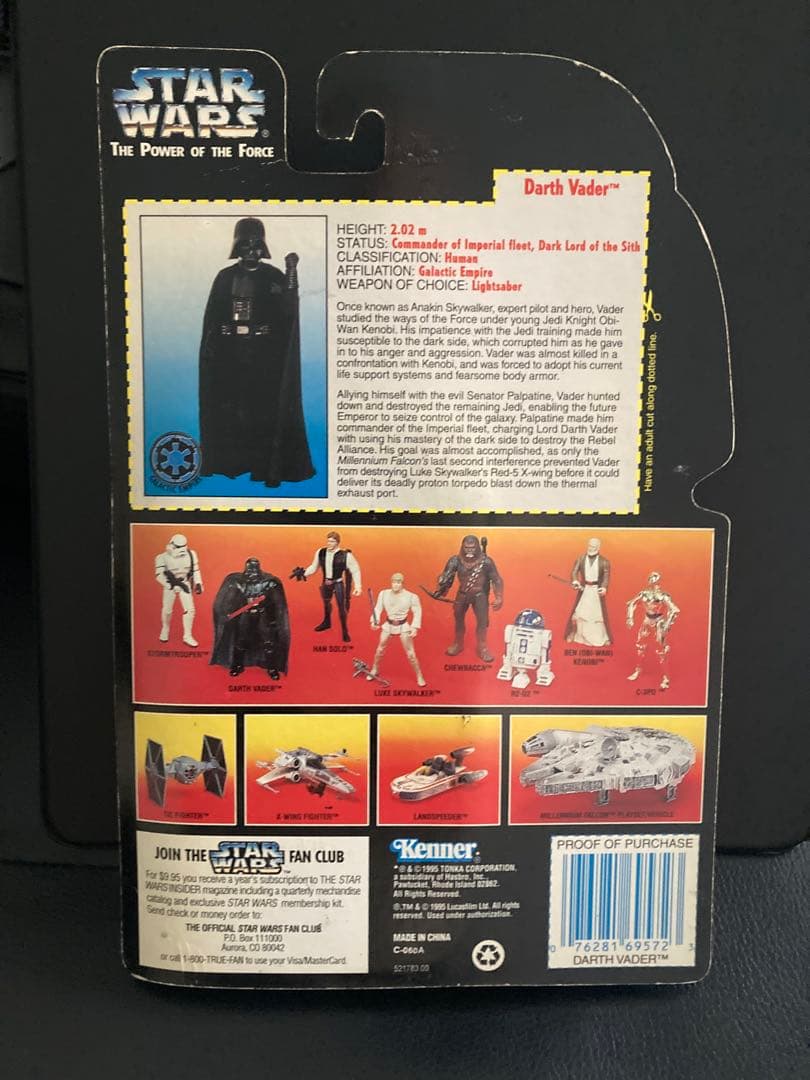 STAR
WARS®
THE POWER OF THE FORCE
Darth Vader™
HEIGHT: 2.02 m
STATUS: Commander of Imperial fleet, Dark Lord of the Sith
CLASSIFICATION: Human
AFFILIATION: Galactic Empire
WEAPON OF CHOICE: Lightsaber
Once known as Anakin Skywalker, expert pilot and hero, Vader
studied the ways of the Force under young Jedi Knight Obi-
Wan Kenobi. His impatience with the Jedi training made him
susceptible to the dark side, which corrupted him as he gave
in to his anger and aggression. Vader was almost killed in a
confrontation with Kenobi, and was forced to adopt his current
life support systems and fearsome body armor.
Allying himself with the evil Senator Palpatine, Vader hunted
down and destroyed the remaining Jedi, enabling the future
Emperor to seize control of the galaxy. Palpatine made him
commander of the Imperial fleet, charging Lord Darth Vader
with using his mastery of the dark side to destroy the Rebel
Alliance. His goal was almost accomplished, as only the
Millennium Falcon's last second interference prevented Vader
from destroying Luke Skywalker's Red-5 X-wing before it could
deliver its deadly proton torpedo blast down the thermal
exhaust port.
GALACTIC EMPIRE
Have an adult cut along dotted line.
STORMTROOPER™
DARTH VADER™
HAN SOLO™
LUKE SKYWALKER™
CHEWBACCA™
R2-D2™
BEN (OBI-WAN)
KENOBI™
C-3PO™
TIE FIGHTER™
X-WING FIGHTER™
LANDSPEEDER™
MILLENNIUM FALCON™ PLAYSET/VEHICLE
JOIN THE STAR WARS™ FAN CLUB
For $9.95 you receive a year's subscription to THE STAR
WARS INSIDER magazine including a quarterly merchandise
catalog and exclusive STAR WARS membership kit.
Send check or money order to:
THE OFFICIAL STAR WARS FAN CLUB
P.O. Box 111000
Aurora, CO 80042
or call 1-800-TRUE-FAN to use your Visa/MasterCard.
Kenner®
*® & © 1995 TONKA CORPORATION,
a subsidiary of Hasbro, Inc.,
Pawtucket, Rhode Island 02862.
All Rights Reserved.
®,TM & © 1995 Lucasfilm Ltd. All rights
reserved. Used under authorization.
MADE IN CHINA
C-060A
521783.00
PROOF OF PURCHASE
0 76281 69572 3
DARTH VADER™